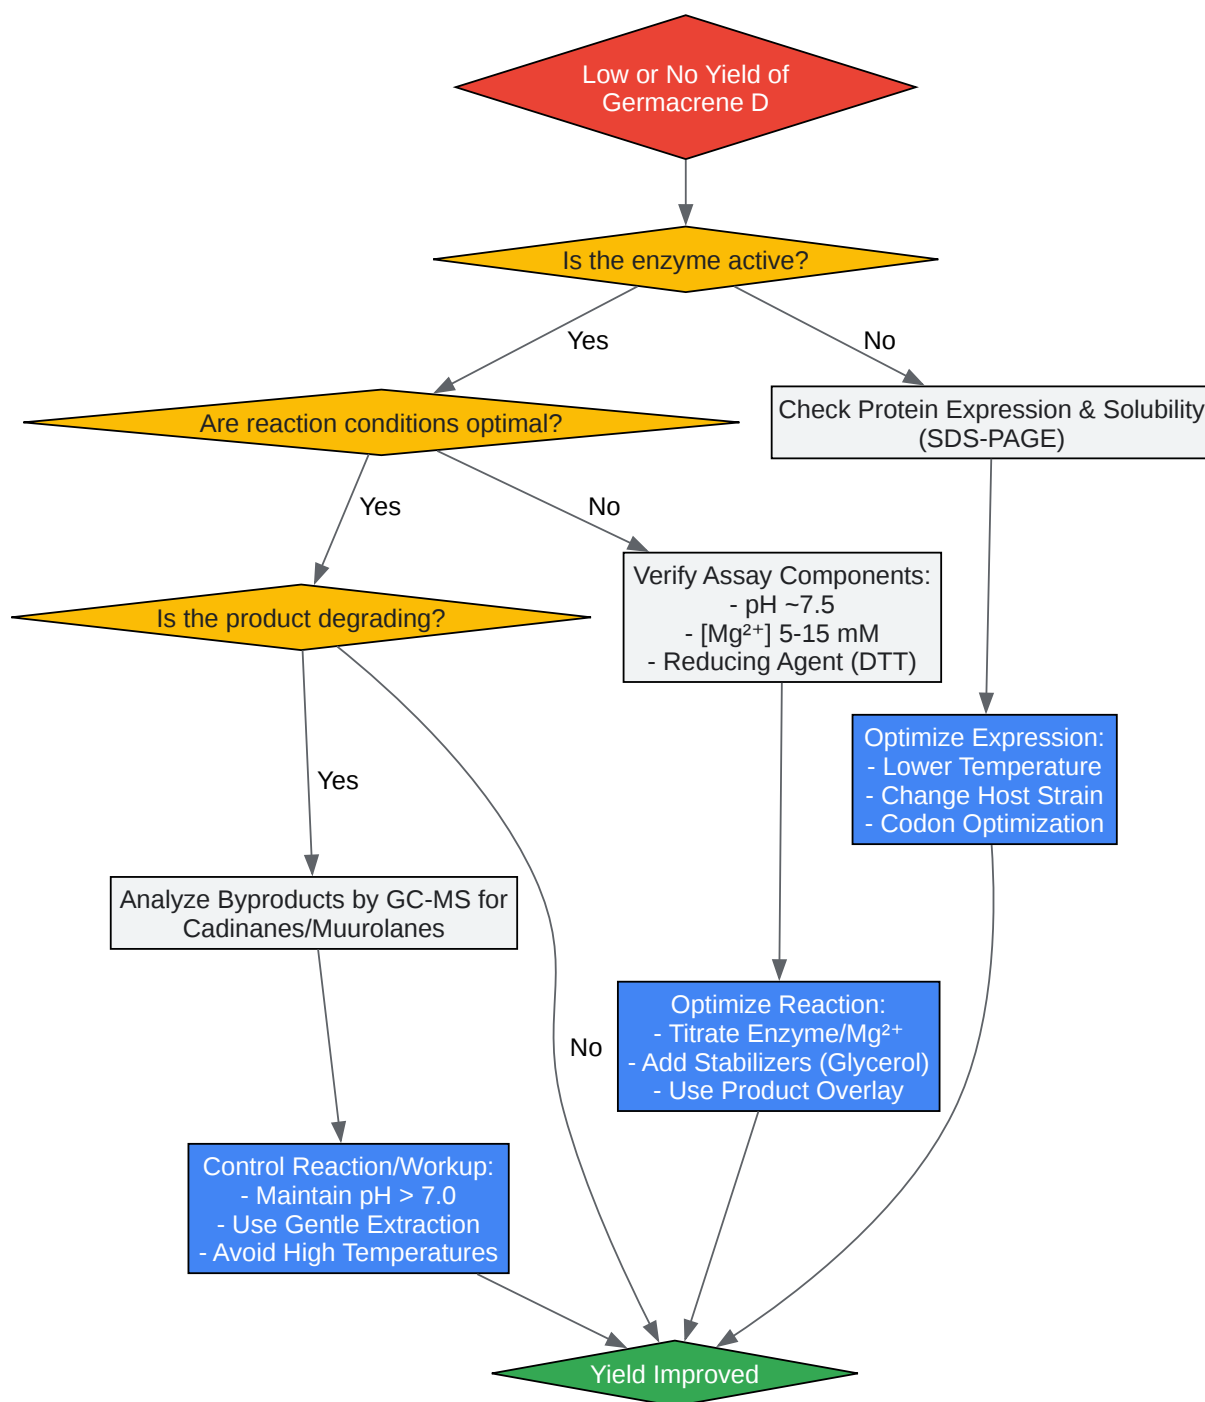 Low or No Yield of
Germacrene D
Is the enzyme active?
Yes
No
Are reaction conditions optimal?
Check Protein Expression & Solubility
(SDS-PAGE)
Yes
No
Verify Assay Components:
- pH ~7.5
- [Mg²⁺] 5-15 mM
- Reducing Agent (DTT)
Is the product degrading?
Optimize Expression:
- Lower Temperature
- Change Host Strain
- Codon Optimization
Yes
Analyze Byproducts by GC-MS for
Cadinanes/Muurolanes
No
Optimize Reaction:
- Titrate Enzyme/Mg²⁺
- Add Stabilizers (Glycerol)
- Use Product Overlay
Control Reaction/Workup:
- Maintain pH > 7.0
- Use Gentle Extraction
- Avoid High Temperatures
Yield Improved